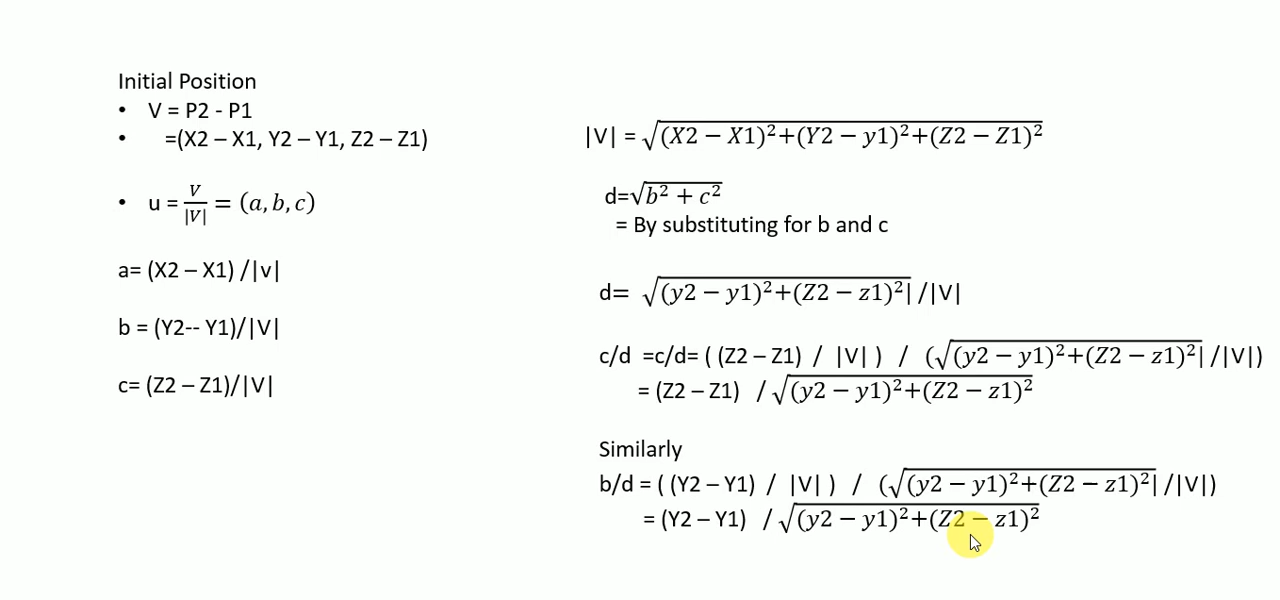 Initial Position
• V = P2 - P1
• =(X2 – X1, Y2 – Y1, Z2 – Z1)
• u = V/|V| = (a, b, c)
a= (X2 – X1) /|v|
b = (Y2-- Y1)/|V|
c= (Z2 – Z1)/|V|
|V| = √(X2 − X1)²+(Y2 − y1)²+(Z2 − Z1)²
d=√b² + c²
= By substituting for b and c
d= √(y2 − y1)²+(Z2 − z1)²| /|V|
c/d =c/d= ( (Z2 – Z1) / |V| ) / (√(y2 − y1)²+(Z2 − z1)²| /|V|)
= (Z2 – Z1) / √(y2 − y1)²+(Z2 − z1)²
Similarly
b/d = ( (Y2 – Y1) / |V| ) / (√(y2 − y1)²+(Z2 − z1)²| /|V|)
= (Y2 – Y1) / √(y2 − y1)²+(Z2 − z1)²